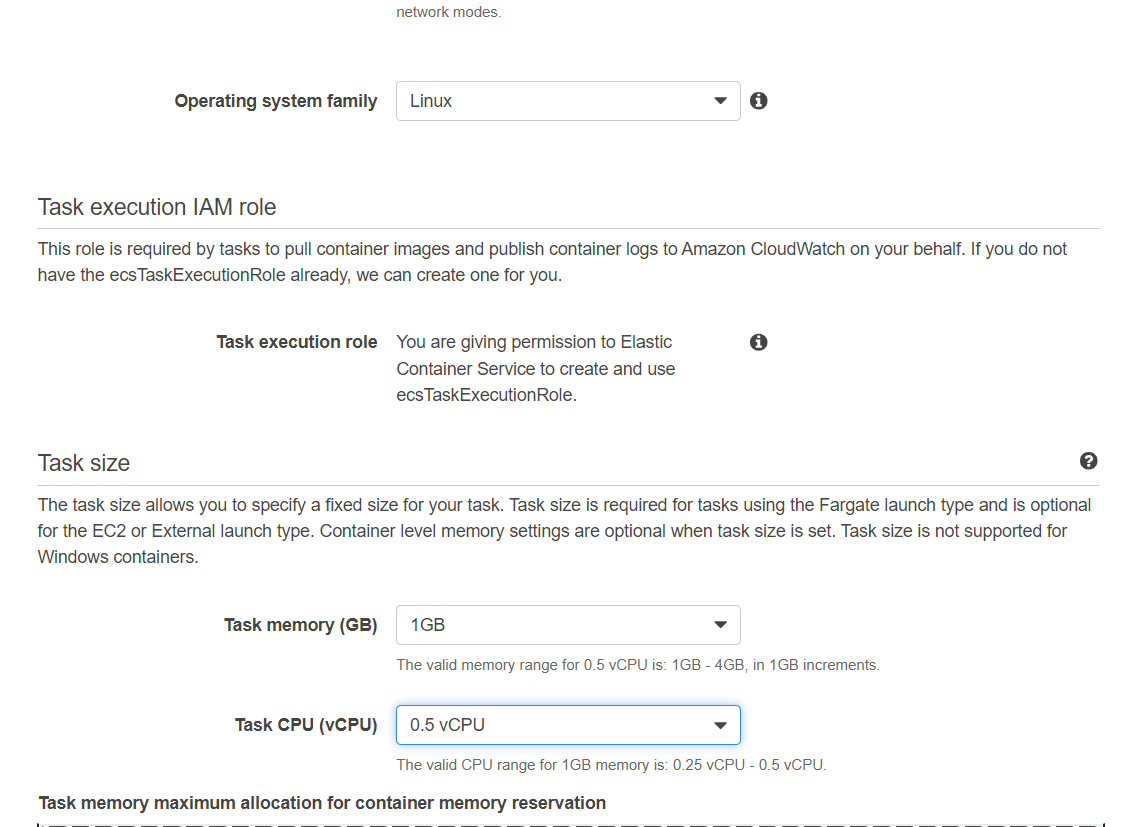 network modes.
Operating system family
Linux
Task execution IAM role
This role is required by tasks to pull container images and publish container logs to Amazon CloudWatch on your behalf. If you do not
have the ecsTaskExecutionRole already, we can create one for you.
Task execution role
You are giving permission to Elastic
Container Service to create and use
ecsTaskExecutionRole.
Task size
The task size allows you to specify a fixed size for your task. Task size is required for tasks using the Fargate launch type and is optional
for the EC2 or External launch type. Container level memory settings are optional when task size is set. Task size is not supported for
Windows containers.
Task memory (GB)
1GB
The valid memory range for 0.5 vCPU is: 1GB - 4GB, in 1GB increments.
Task CPU (vCPU)
0.5 vCPU
The valid CPU range for 1GB memory is: 0.25 vCPU - 0.5 vCPU.
Task memory maximum allocation for container memory reservation